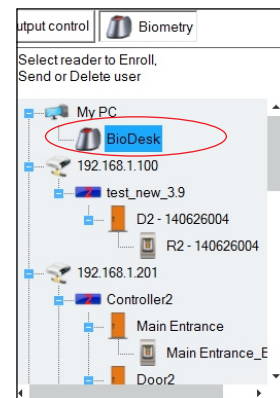 utput control Biometry
Select reader to Enroll,
Send or Delete user
My PC
BioDesk
192.168.1.100
test_new_3.9
D2 - 140626004
R2 - 140626004
192.168.1.201
Controller2
Main Entrance
Main Entrance_E
Door2